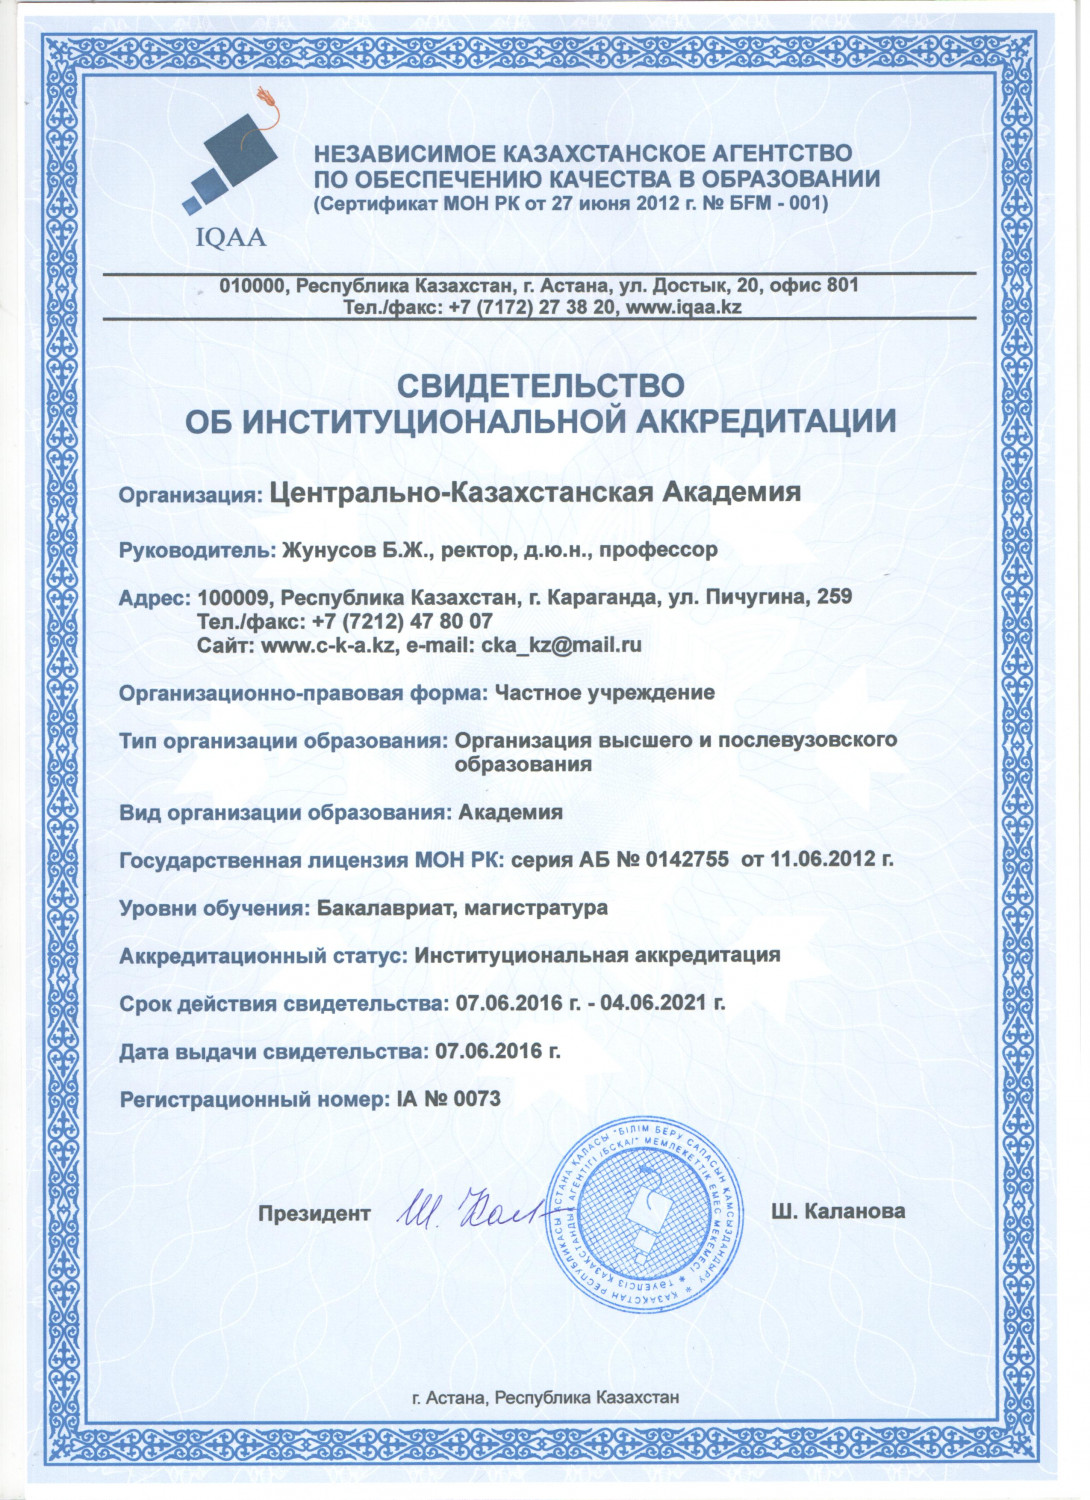 IQAA
НЕЗАВИСИМОЕ КАЗАХСТАНСКОЕ АГЕНТСТВО
ПО ОБЕСПЕЧЕНИЮ КАЧЕСТВА В ОБРАЗОВАНИИ
(Сертификат МОН РК от 27 июня 2012 г. № БFM - 001)
010000, Республика Казахстан, г. Астана, ул. Достык, 20, офис 801
Тел./факс: +7 (7172) 27 38 20, www.iqaa.kz
СВИДЕТЕЛЬСТВО
ОБ ИНСТИТУЦИОНАЛЬНОЙ АККРЕДИТАЦИИ
Организация: Центрально-Казахстанская Академия
Руководитель: Жунусов Б.Ж., ректор, д.ю.н., профессор
Адрес: 100009, Республика Казахстан, г. Караганда, ул. Пичугина, 259
Тел./факс: +7 (7212) 47 80 07
Сайт: www.c-k-a.kz, e-mail: cka_kz@mail.ru
Организационно-правовая форма: Частное учреждение
Тип организации образования: Организация высшего и послевузовского
образования
Вид организации образования: Академия
Государственная лицензия МОН РК: серия АБ № 0142755 от 11.06.2012 г.
Уровни обучения: Бакалавриат, магистратура
Аккредитационный статус: Институциональная аккредитация
Срок действия свидетельства: 07.06.2016 г. - 04.06.2021 г.
Дата выдачи свидетельства: 07.06.2016 г.
Регистрационный номер: IA № 0073
Президент
Ш. Каланова
ҚАЗАҚСТАН РЕСПУБЛИКАСЫ АСТАНА ҚАЛАСЫ "БІЛІМ БЕРУ САПАСЫН ҚАМСЫЗДАНДЫРУ
ТӘУЕЛСІЗ ҚАЗАҚСТАНДЫҚ АГЕНТТІГІ (БСҚА)" МЕМЛЕКЕТТІК ЕМЕС МЕКЕМЕСІ
г. Астана, Республика Казахстан